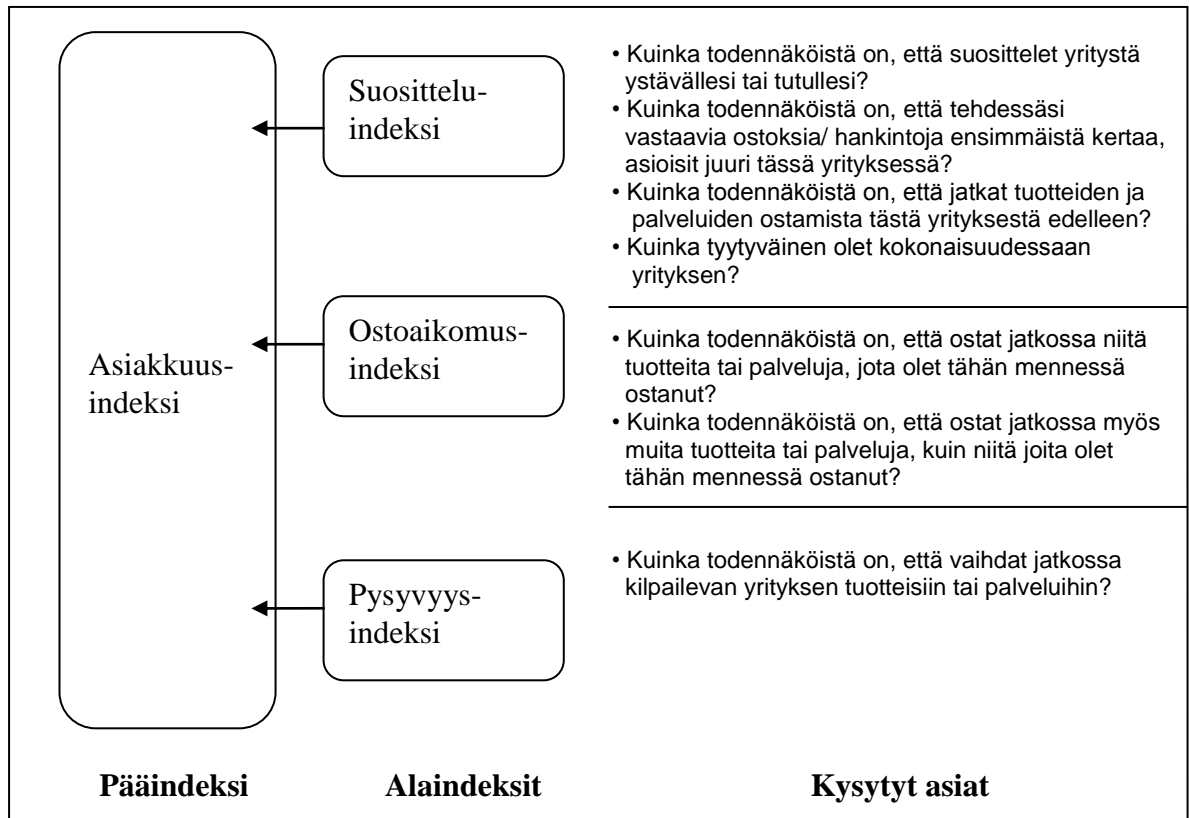 Asiakkuus-
indeksi
Suosittelu-
indeksi
• Kuinka todennäköistä on, että suosittelet yritystä
ystävällesi tai tutullesi?
• Kuinka todennäköistä on, että tehdessäsi
vastaavia ostoksia/ hankintoja ensimmäistä kertaa,
asioisit juuri tässä yrityksessä?
• Kuinka todennäköistä on, että jatkat tuotteiden ja
palveluiden ostamista tästä yrityksestä edelleen?
• Kuinka tyytyväinen olet kokonaisuudessaan
yrityksen?
Ostoaikomus-
indeksi
• Kuinka todennäköistä on, että ostat jatkossa niitä
tuotteita tai palveluja, jota olet tähän mennessä
ostanut?
• Kuinka todennäköistä on, että ostat jatkossa myös
muita tuotteita tai palveluja, kuin niitä joita olet
tähän mennessä ostanut?
Pysyvyys-
indeksi
• Kuinka todennäköistä on, että vaihdat jatkossa
kilpailevan yrityksen tuotteisiin tai palveluihin?
Pääindeksi
Alaindeksit
Kysytyt asiat